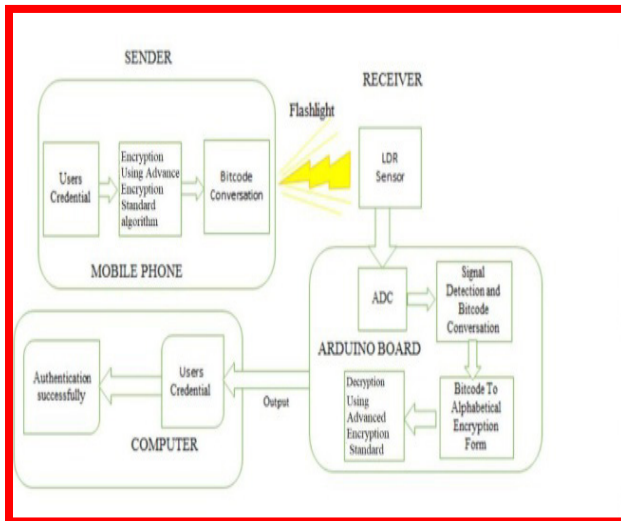 SENDER
RECEIVER
Flashlight
Users
Credential
Encryption
Using Advance
Encryption
Standard
algorithm
Bitcode
Conversation
LDR
Sensor
MOBILE PHONE
ADC
Signal
Detection and
Bitcode
Conversation
ARDUINO BOARD
Bitcode To
Alphabetical
Encryption
Form
Decryption
Using
Advanced
Encryption
Standard
Output
Users
Credential
Authentication
successfully
COMPUTER